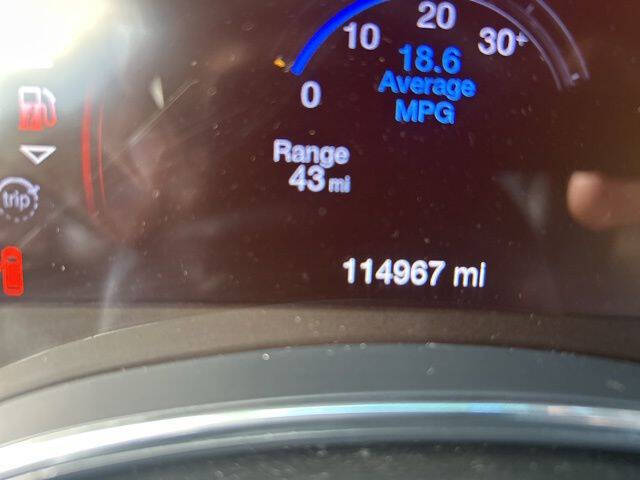 20
10
30+
18.6
Average
MPG
0
Range
43 mi
trip
114967 mi